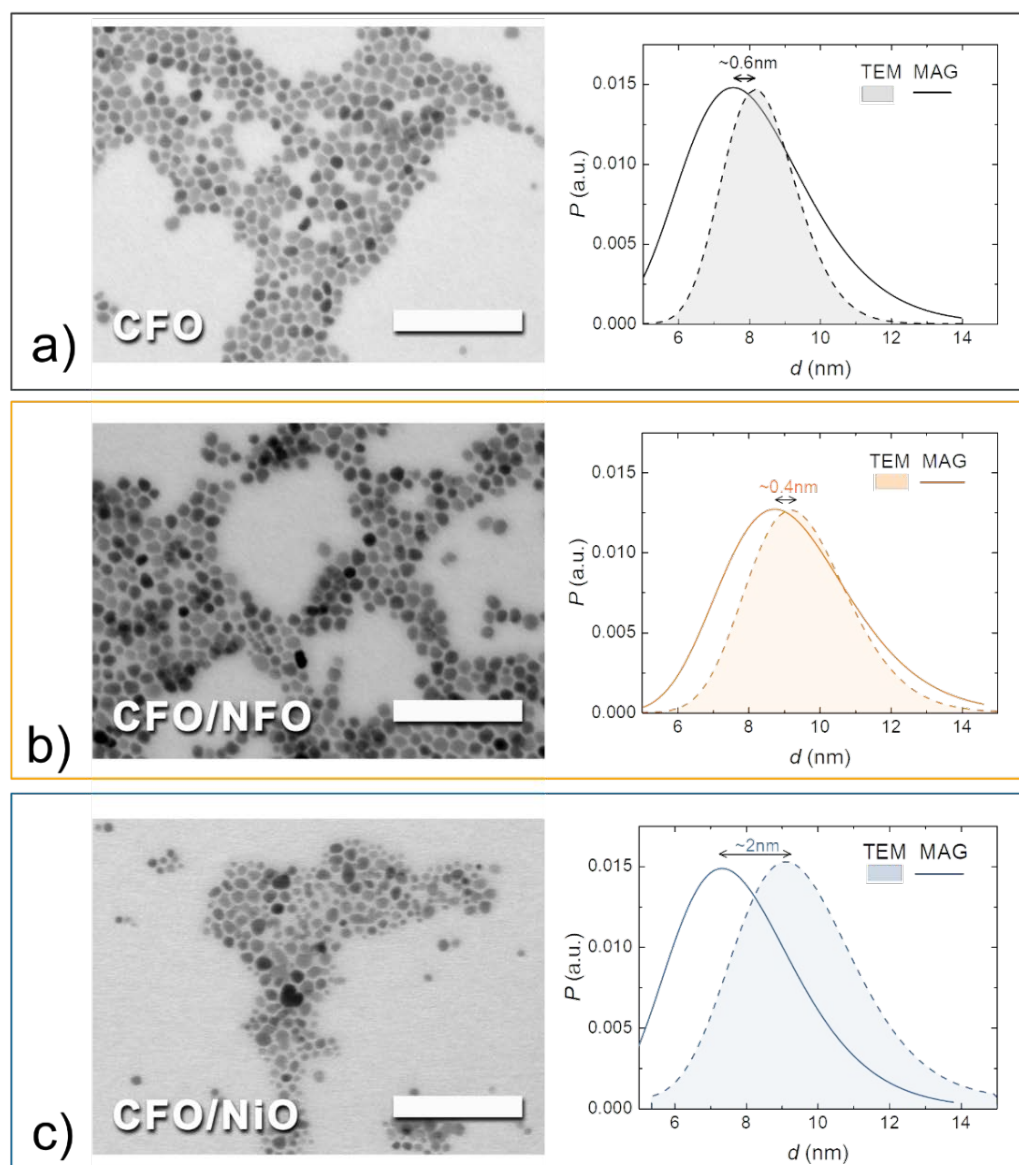 a)
CFO
~0.6nm
TEM MAG
0.015
0.010
0.005
0.000
P (a.u.)
6 8 10 12 14
d (nm)
b)
CFO/NFO
~0.4nm
TEM MAG
0.015
0.010
0.005
0.000
P (a.u.)
6 8 10 12 14
d (nm)
c)
CFO/NiO
~2nm
TEM MAG
0.015
0.010
0.005
0.000
P (a.u.)
6 8 10 12 14
d (nm)